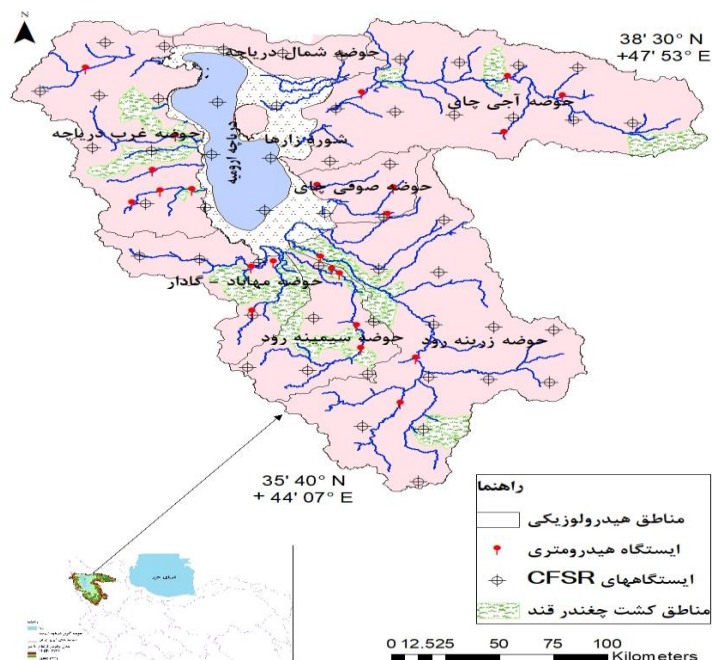 N
38' 30° N
+47' 53° E
حوضه شمال دریاچه
حوضه آجی چای
حوضه غرب دریاچه
دریاچه ارومیه
شوره زارها
حوضه صوفی چای
حوضه مهاباد - گادار
حوضه سیمینه رود
حوضه زرینه رود
35' 40° N
+ 44' 07° E
راهنما
مناطق هیدرولوزیکی
ایستگاه هیدرومتری
ایستگاههای CFSR
مناطق کشت چغندر قند
0 12.525 50 75 100
Kilometers